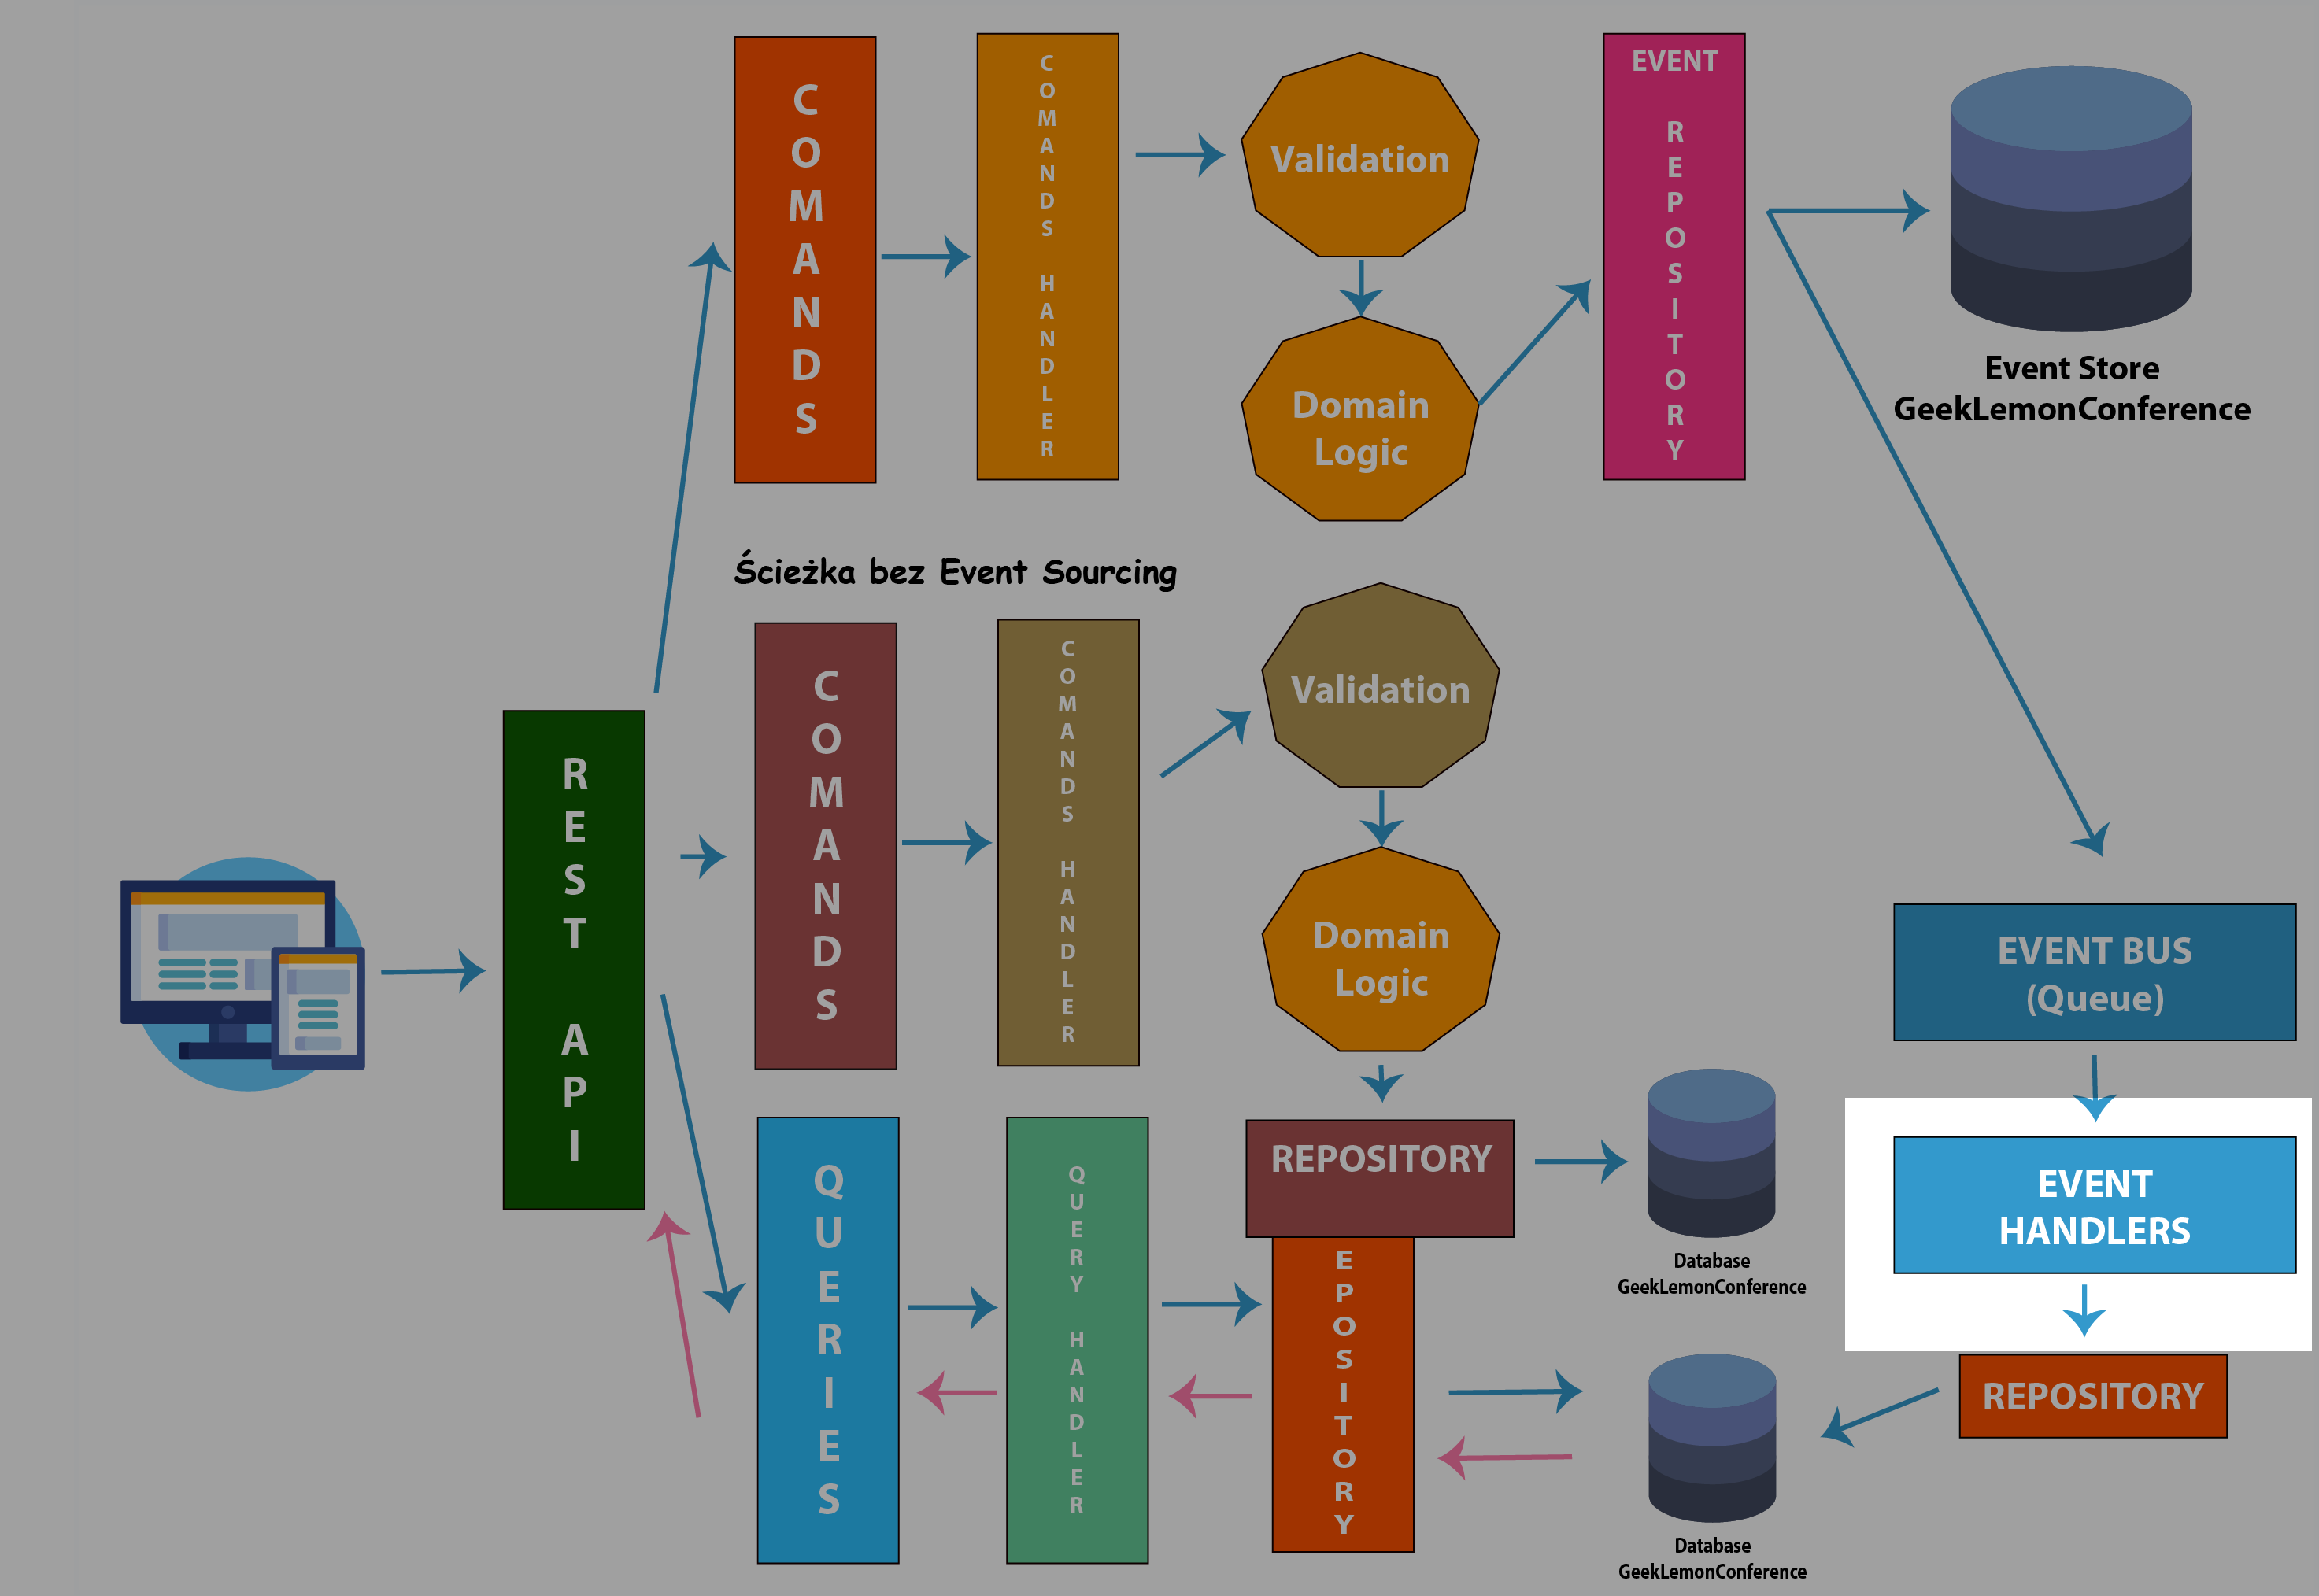 COMANDS
COMANDS HANDLER
Validation
Domain
Logic
EVENT
REPOSITORY
Event Store
GeekLemonConference
Ścieżka bez Event Sourcing
REST API
COMANDS
COMANDS HANDLER
Validation
Domain
Logic
EVENT BUS
(Queue)
QUERIES
QUERY HANDLER
REPOSITORY
EPOSITORY
Database
GeekLemonConference
EVENT
HANDLERS
REPOSITORY
Database
GeekLemonConference